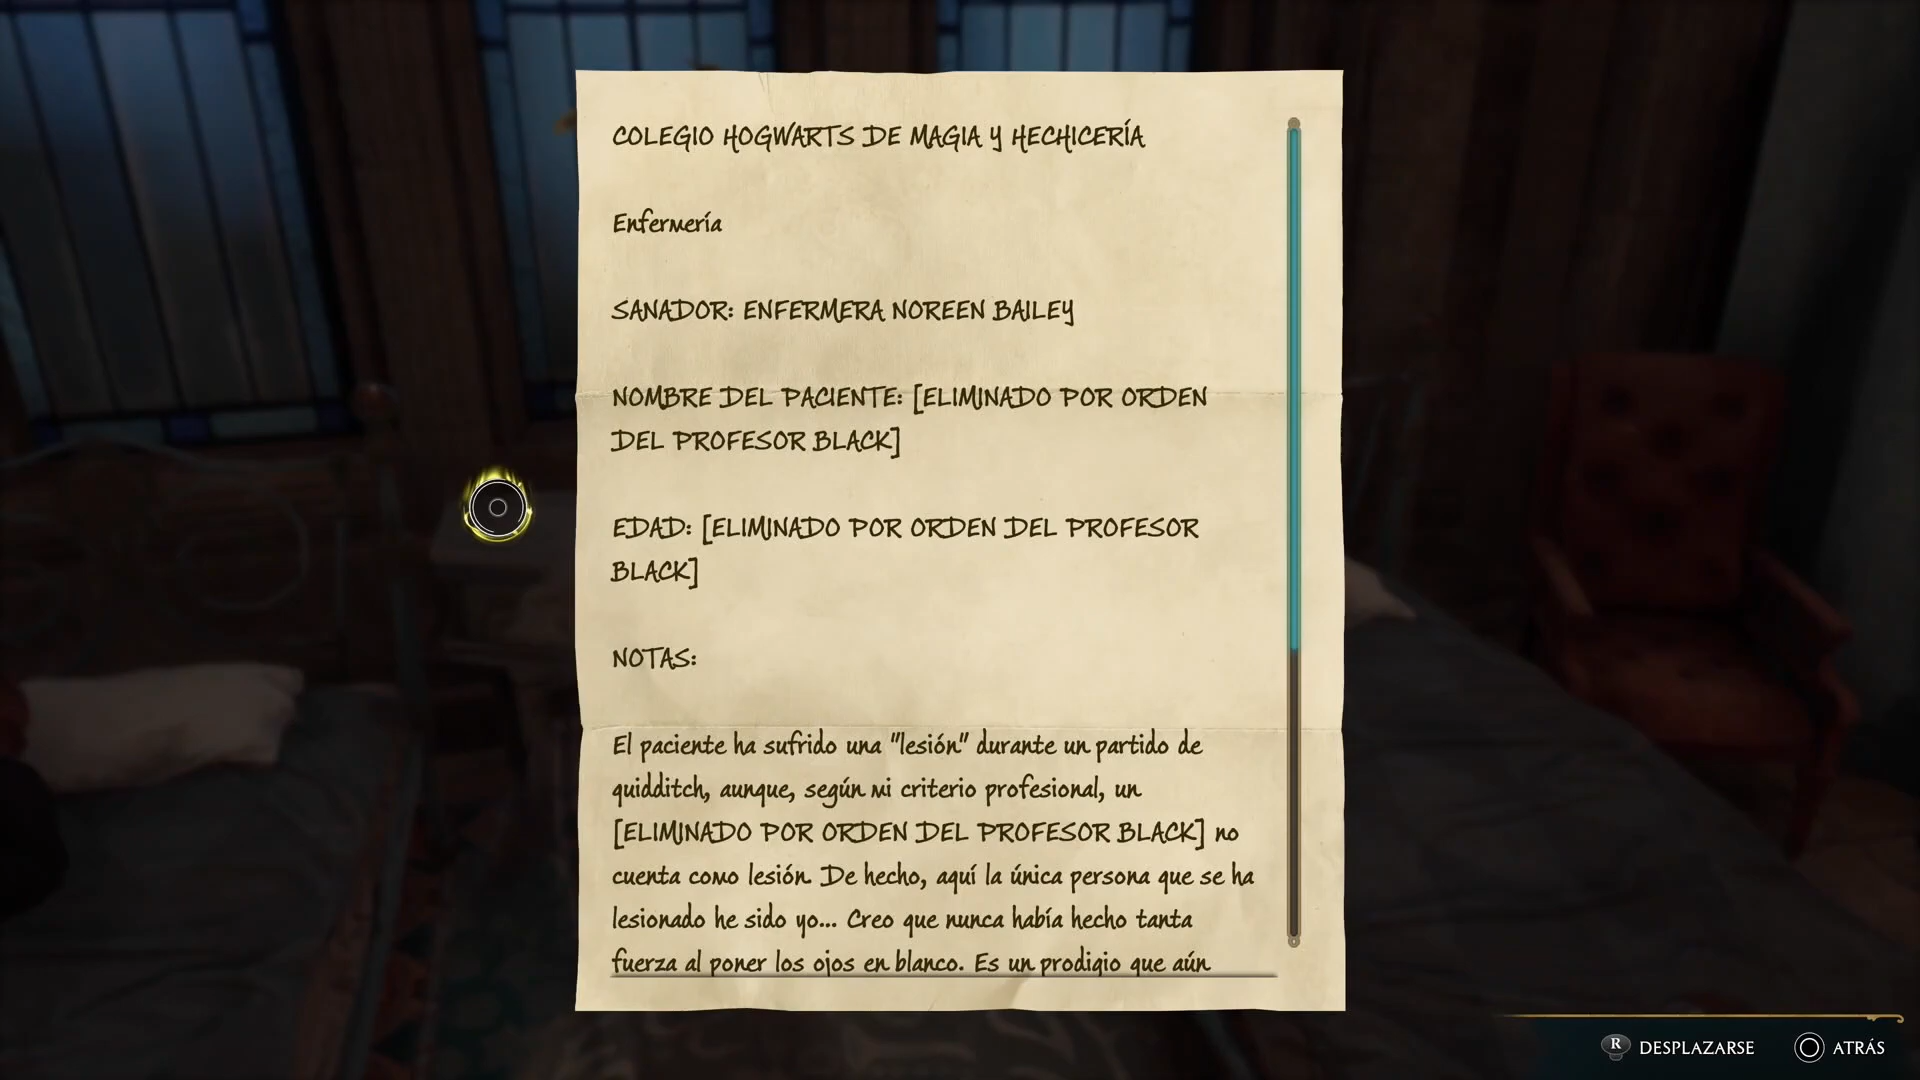 COLEGIO HOGWARTS DE MAGIA Y HECHICERÍA
Enfermería
SANADOR: ENFERMERA NOREEN BAILEY
NOMBRE DEL PACIENTE: [ELIMINADO POR ORDEN
DEL PROFESOR BLACK]
EDAD: [ELIMINADO POR ORDEN DEL PROFESOR
BLACK]
NOTAS:
El paciente ha sufrido una "lesión" durante un partido de
quidditch, aunque, según mi criterio profesional, un
[ELIMINADO POR ORDEN DEL PROFESOR BLACK] no
cuenta como lesión. De hecho, aquí la única persona que se ha
lesionado he sido yo... Creo que nunca había hecho tanta
fuerza al poner los ojos en blanco. Es un prodigio que aún
R DESPLAZARSE ATRÁS